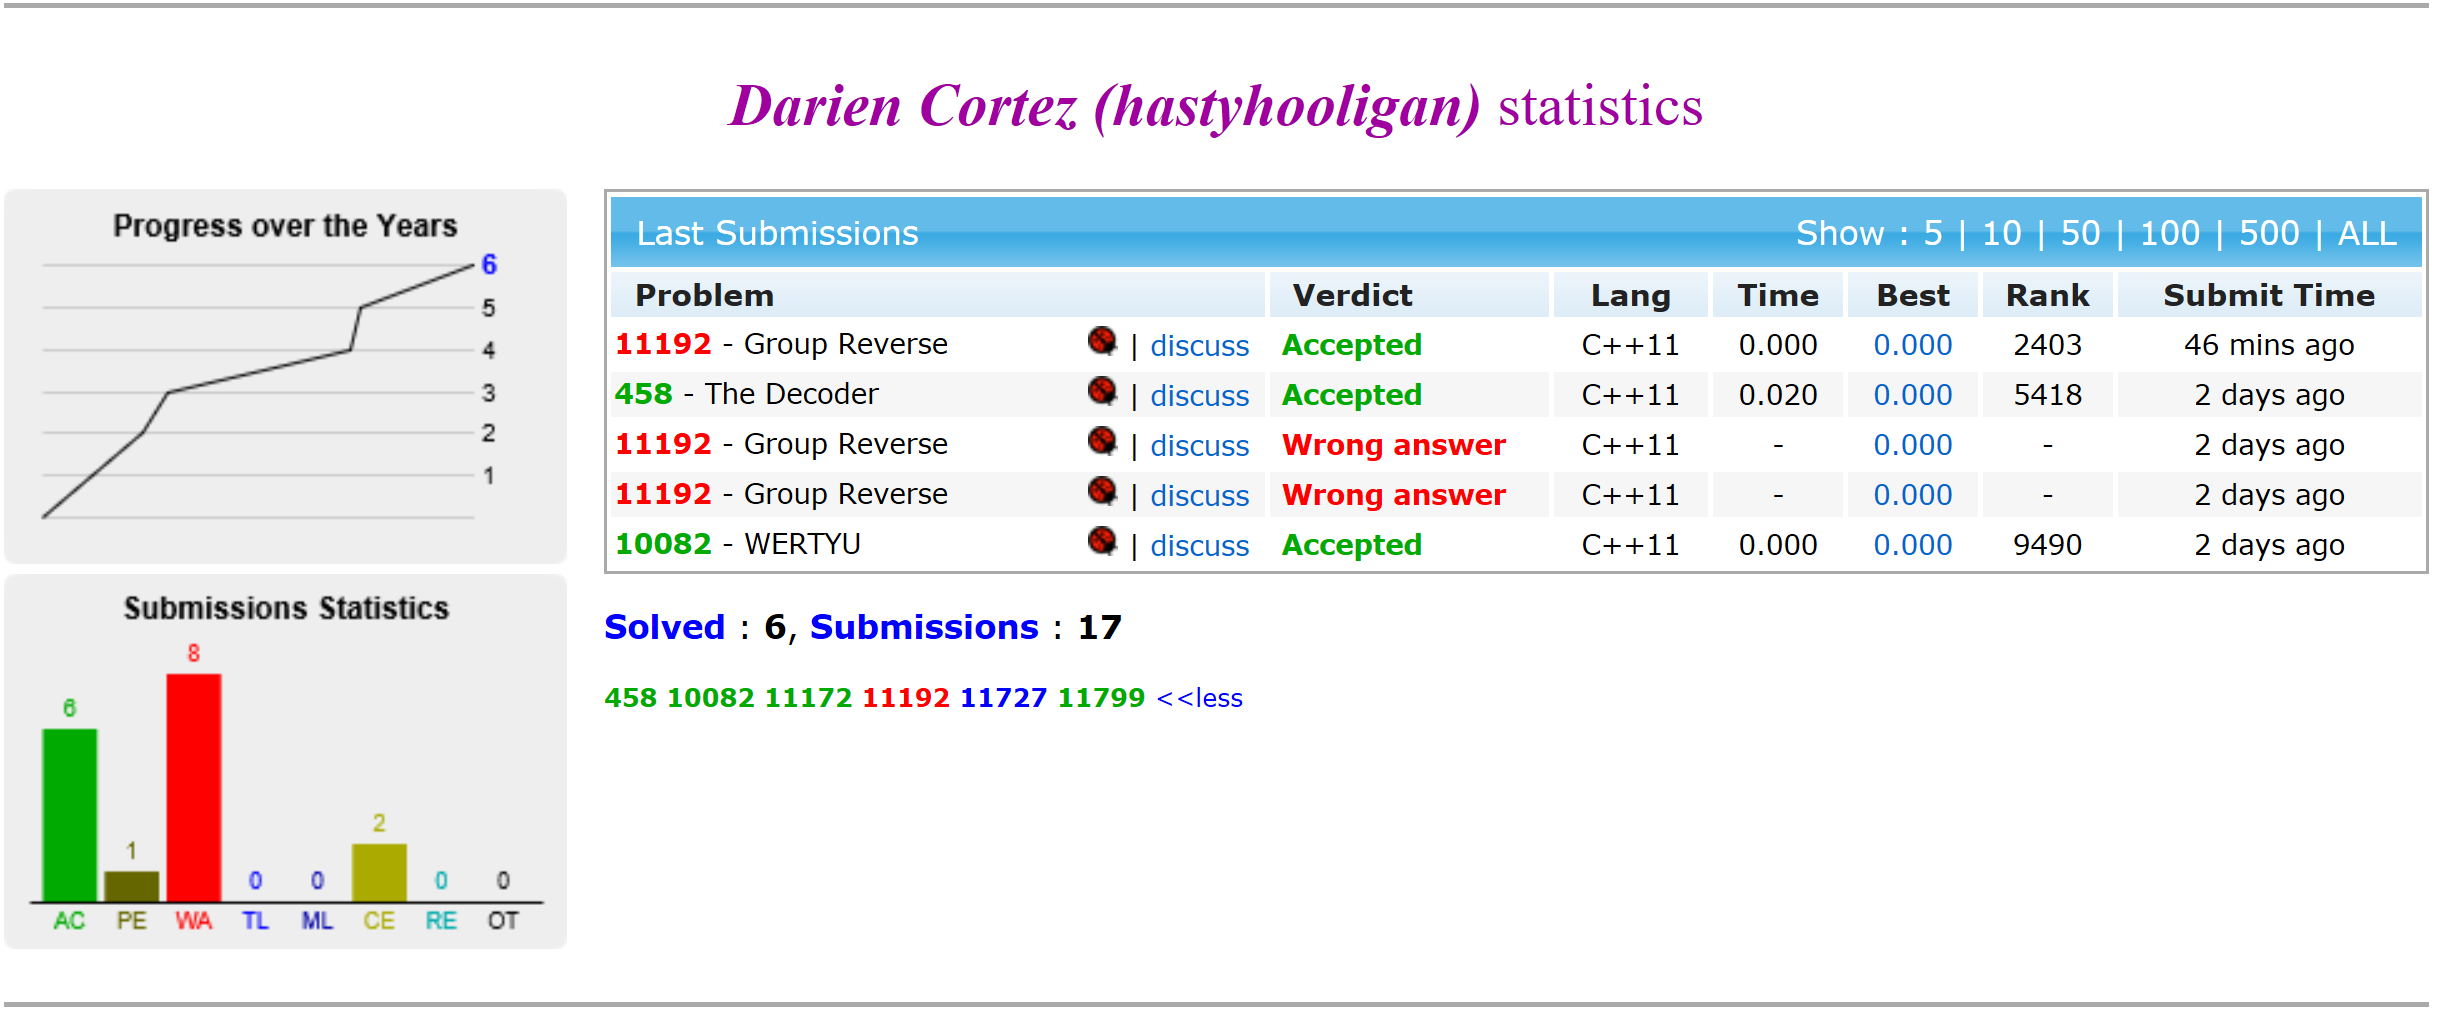 Darien Cortez (hastyhooligan) statistics
Progress over the Years
6
5
4
3
2
1
Submissions Statistics
6 1 8 0 0 2 0 0
AC PE WA TL ML CE RE OT
Last Submissions Show : 5 | 10 | 50 | 100 | 500 | ALL
Problem Verdict Lang Time Best Rank Submit Time
11192 - Group Reverse | discuss Accepted C++11 0.000 0.000 2403 46 mins ago
458 - The Decoder | discuss Accepted C++11 0.020 0.000 5418 2 days ago
11192 - Group Reverse | discuss Wrong answer C++11 - 0.000 - 2 days ago
11192 - Group Reverse | discuss Wrong answer C++11 - 0.000 - 2 days ago
10082 - WERTYU | discuss Accepted C++11 0.000 0.000 9490 2 days ago
Solved : 6, Submissions : 17
458 10082 11172 11192 11727 11799 <<less